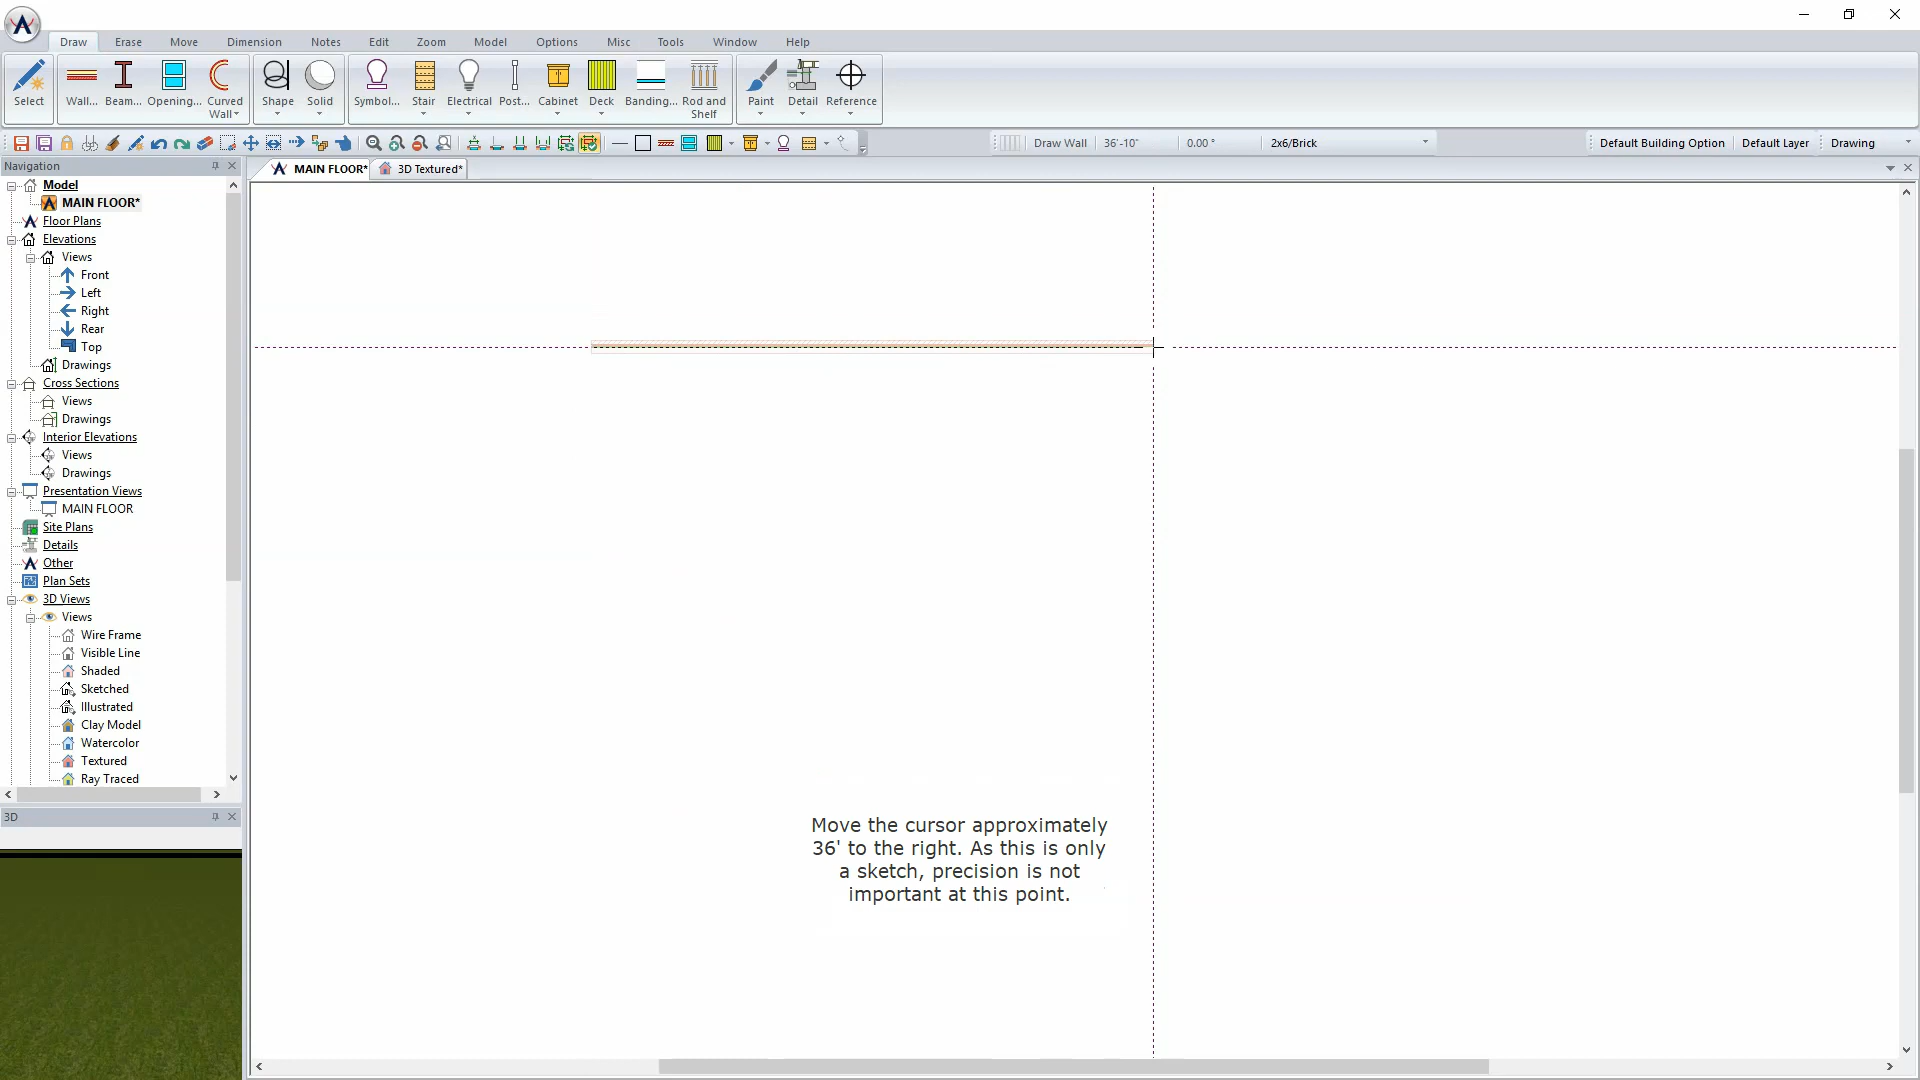 Draw Erase Move Dimension Notes Edit Zoom Model Options Misc Tools Window Help
Select Wall... Beam... Opening... Curved Wall Shape Solid Symbol... Stair Electrical Post... Cabinet Deck Banding... Rod and Shelf Paint Detail Reference
Draw Wall 36'-10" 0.00 ° 2x6/Brick Default Building Option Default Layer Drawing
Navigation
MAIN FLOOR* 3D Textured*
Model
MAIN FLOOR*
Floor Plans
Elevations
Views
Front
Left
Right
Rear
Top
Drawings
Cross Sections
Views
Drawings
Interior Elevations
Views
Drawings
Presentation Views
MAIN FLOOR
Site Plans
Details
Other
Plan Sets
3D Views
Views
Wire Frame
Visible Line
Shaded
Sketched
Illustrated
Clay Model
Watercolor
Textured
Ray Traced
3D
Move the cursor approximately
36' to the right. As this is only
a sketch, precision is not
important at this point.